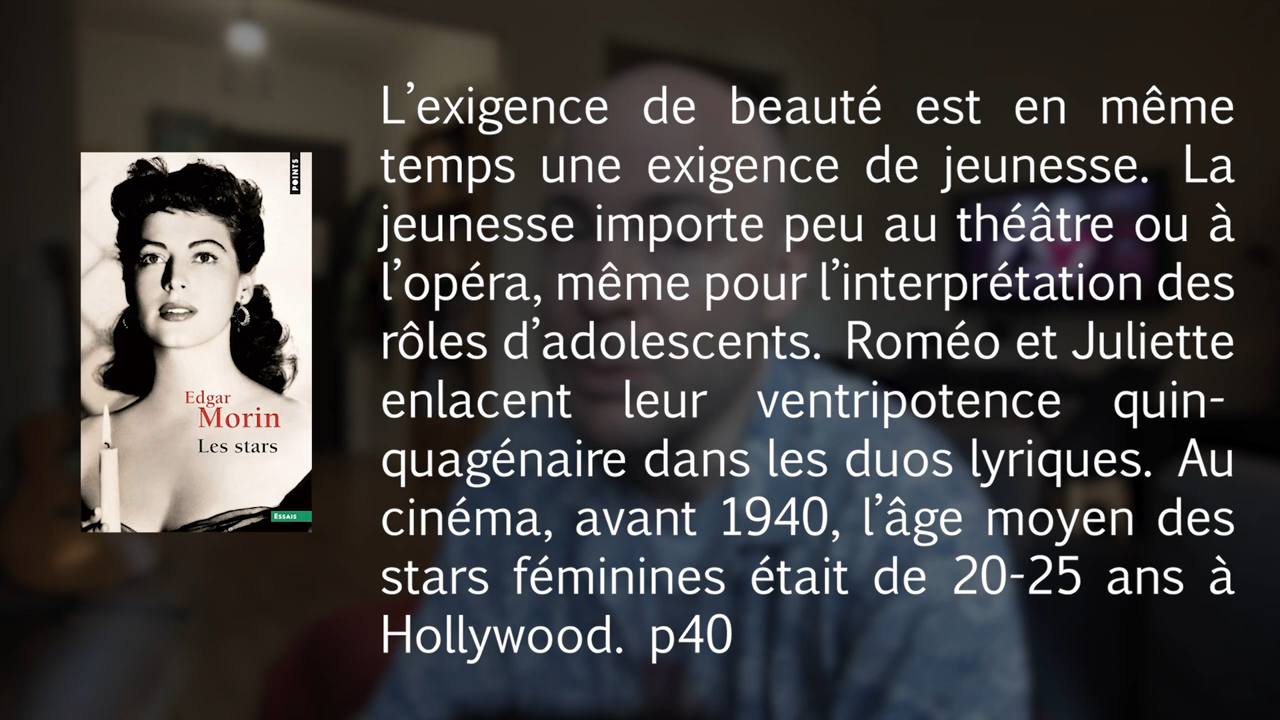 POINTS
Edgar
Morin
Les stars
ESSAIS
L’exigence de beauté est en même
temps une exigence de jeunesse. La
jeunesse importe peu au théâtre ou à
l’opéra, même pour l’interprétation des
rôles d’adolescents. Roméo et Juliette
enlacent leur ventripotence quin-
quagénaire dans les duos lyriques. Au
cinéma, avant 1940, l’âge moyen des
stars féminines était de 20-25 ans à
Hollywood. p40